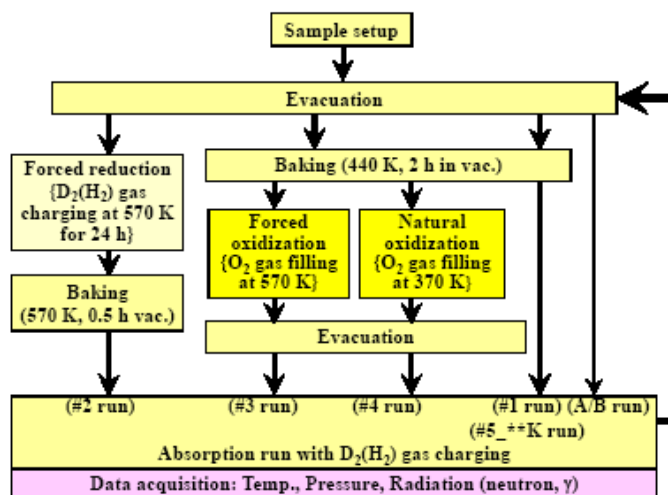 Sample setup
Evacuation
Forced reduction
{D₂(H₂) gas
charging at 570 K
for 24 h}
Baking (440 K, 2 h in vac.)
Forced
oxidization
{O₂ gas filling
at 570 K}
Natural
oxidization
{O₂ gas filling
at 370 K}
Baking
(570 K, 0.5 h vac.)
Evacuation
(#2 run) (#3 run) (#4 run) (#1 run) (A/B run)
(#5_**K run)
Absorption run with D₂(H₂) gas charging
Data acquisition: Temp., Pressure, Radiation (neutron, γ)